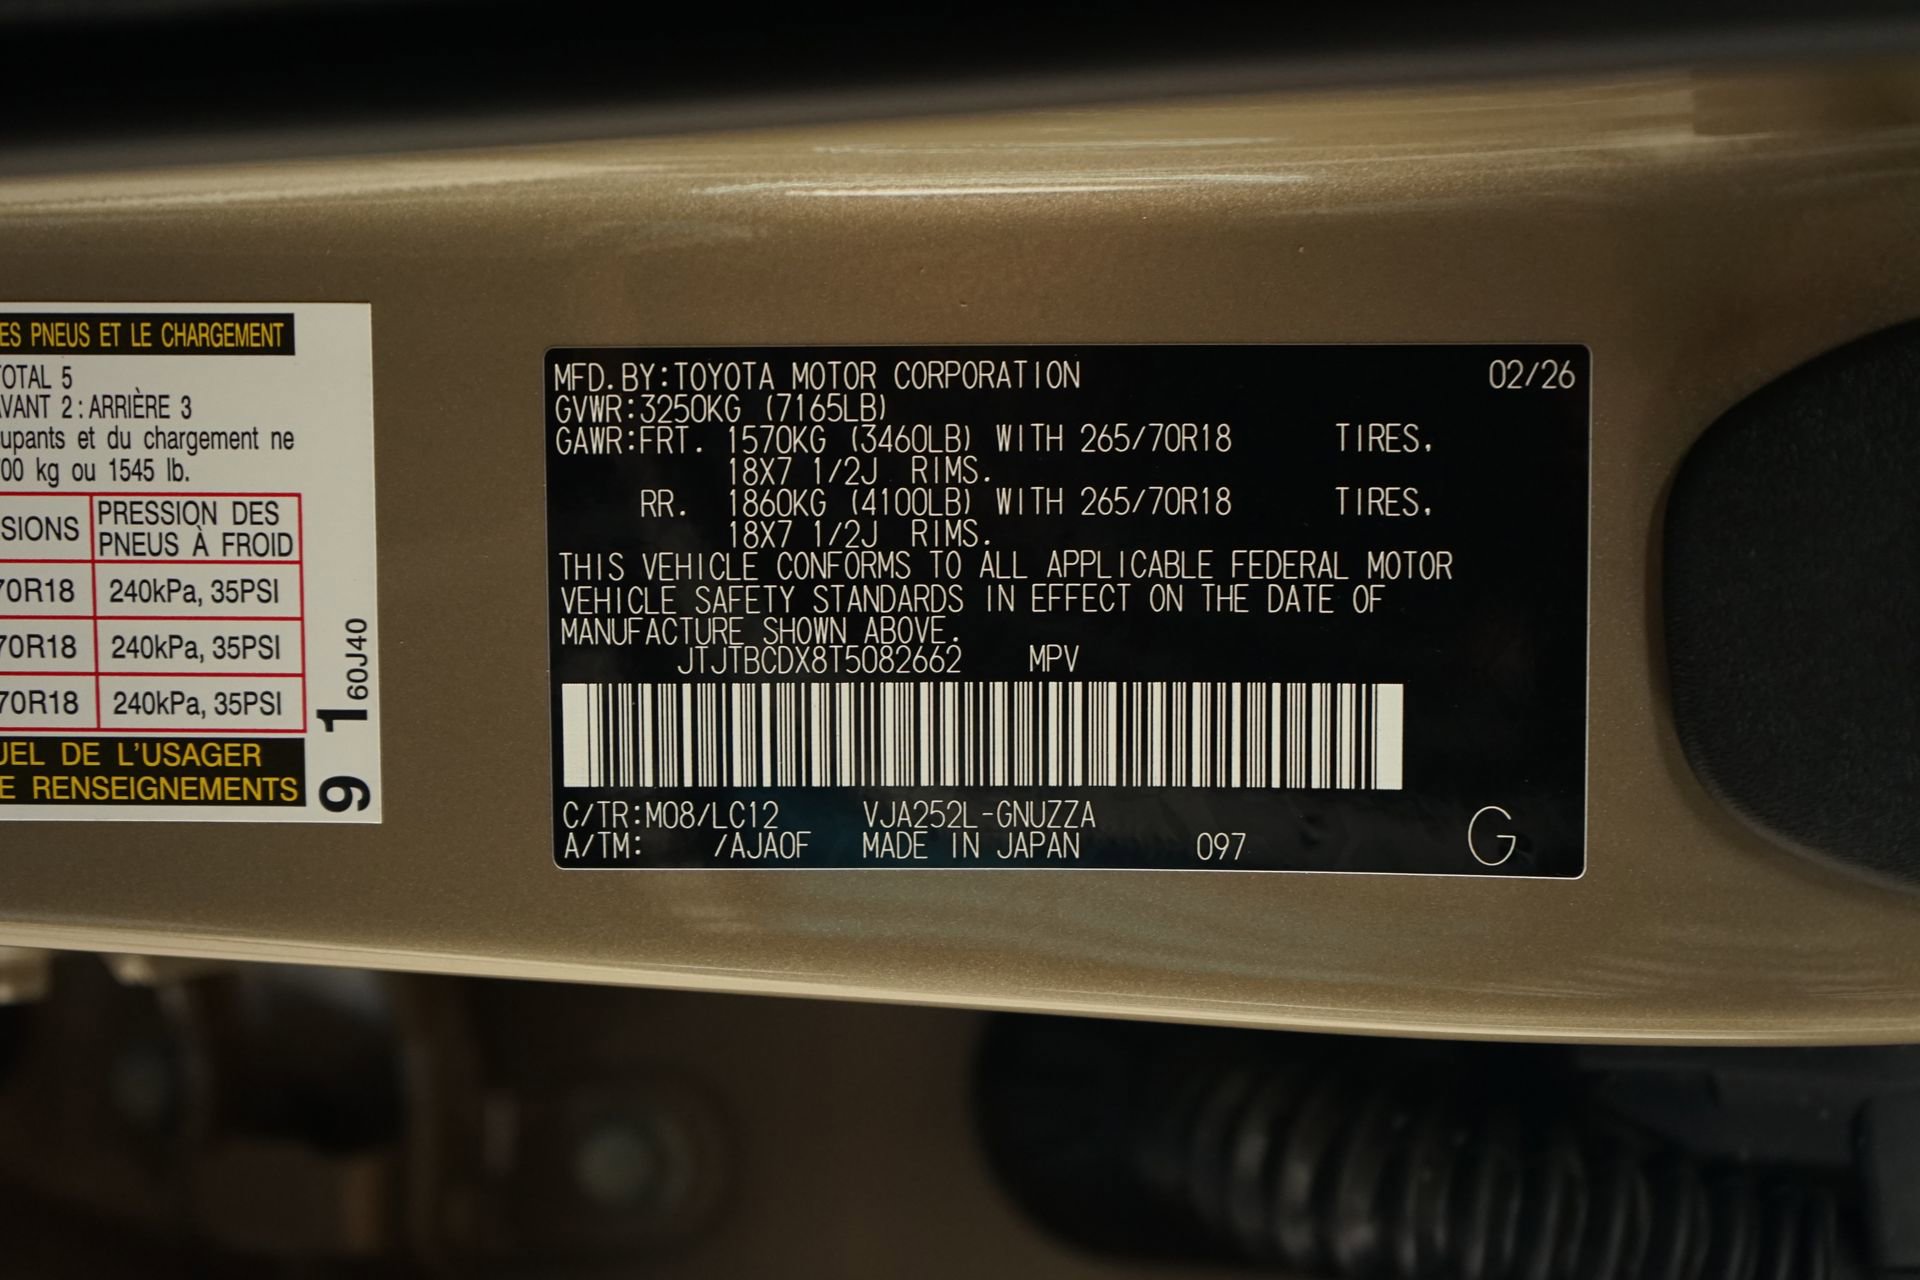 ES PNEUS ET LE CHARGEMENT
TOTAL 5
AVANT 2 : ARRIÈRE 3
upants et du chargement ne
00 kg ou 1545 lb.
SIONS PRESSION DES
PNEUS À FROID
70R18 240kPa, 35PSI
70R18 240kPa, 35PSI
70R18 240kPa, 35PSI
UEL DE L'USAGER
E RENSEIGNEMENTS
9 1 60J40
MFD.BY:TOYOTA MOTOR CORPORATION 02/26
GVWR:3250KG (7165LB)
GAWR:FRT. 1570KG (3460LB) WITH 265/70R18 TIRES,
18X7 1/2J RIMS.
RR. 1860KG (4100LB) WITH 265/70R18 TIRES,
18X7 1/2J RIMS.
THIS VEHICLE CONFORMS TO ALL APPLICABLE FEDERAL MOTOR
VEHICLE SAFETY STANDARDS IN EFFECT ON THE DATE OF
MANUFACTURE SHOWN ABOVE.
JTJTBCDX8T5082662 MPV
C/TR:M08/LC12 VJA252L-GNUZZA
A/TM: /AJA0F MADE IN JAPAN 097 G